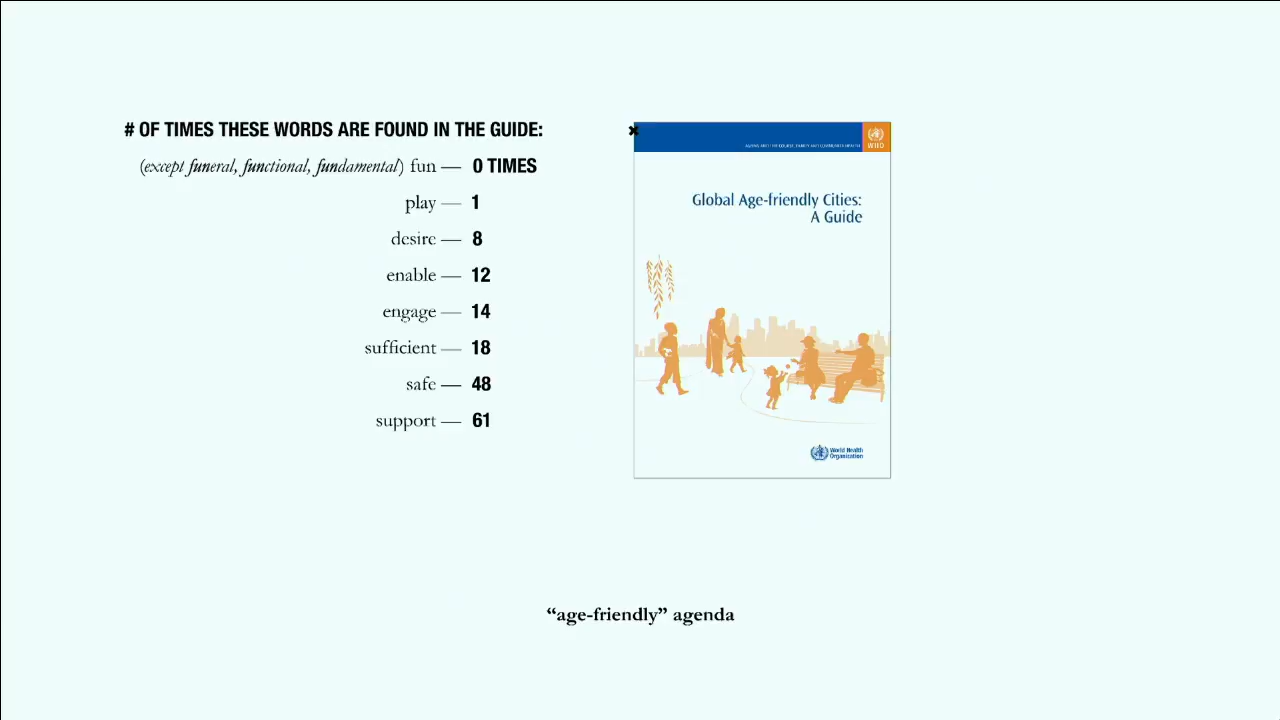 # OF TIMES THESE WORDS ARE FOUND IN THE GUIDE:
(except funeral, functional, fundamental) fun — 0 TIMES
play — 1
desire — 8
enable — 12
engage — 14
sufficient — 18
safe — 48
support — 61
WHO
Global Age-friendly Cities:
A Guide
World Health
Organization
“age-friendly” agenda